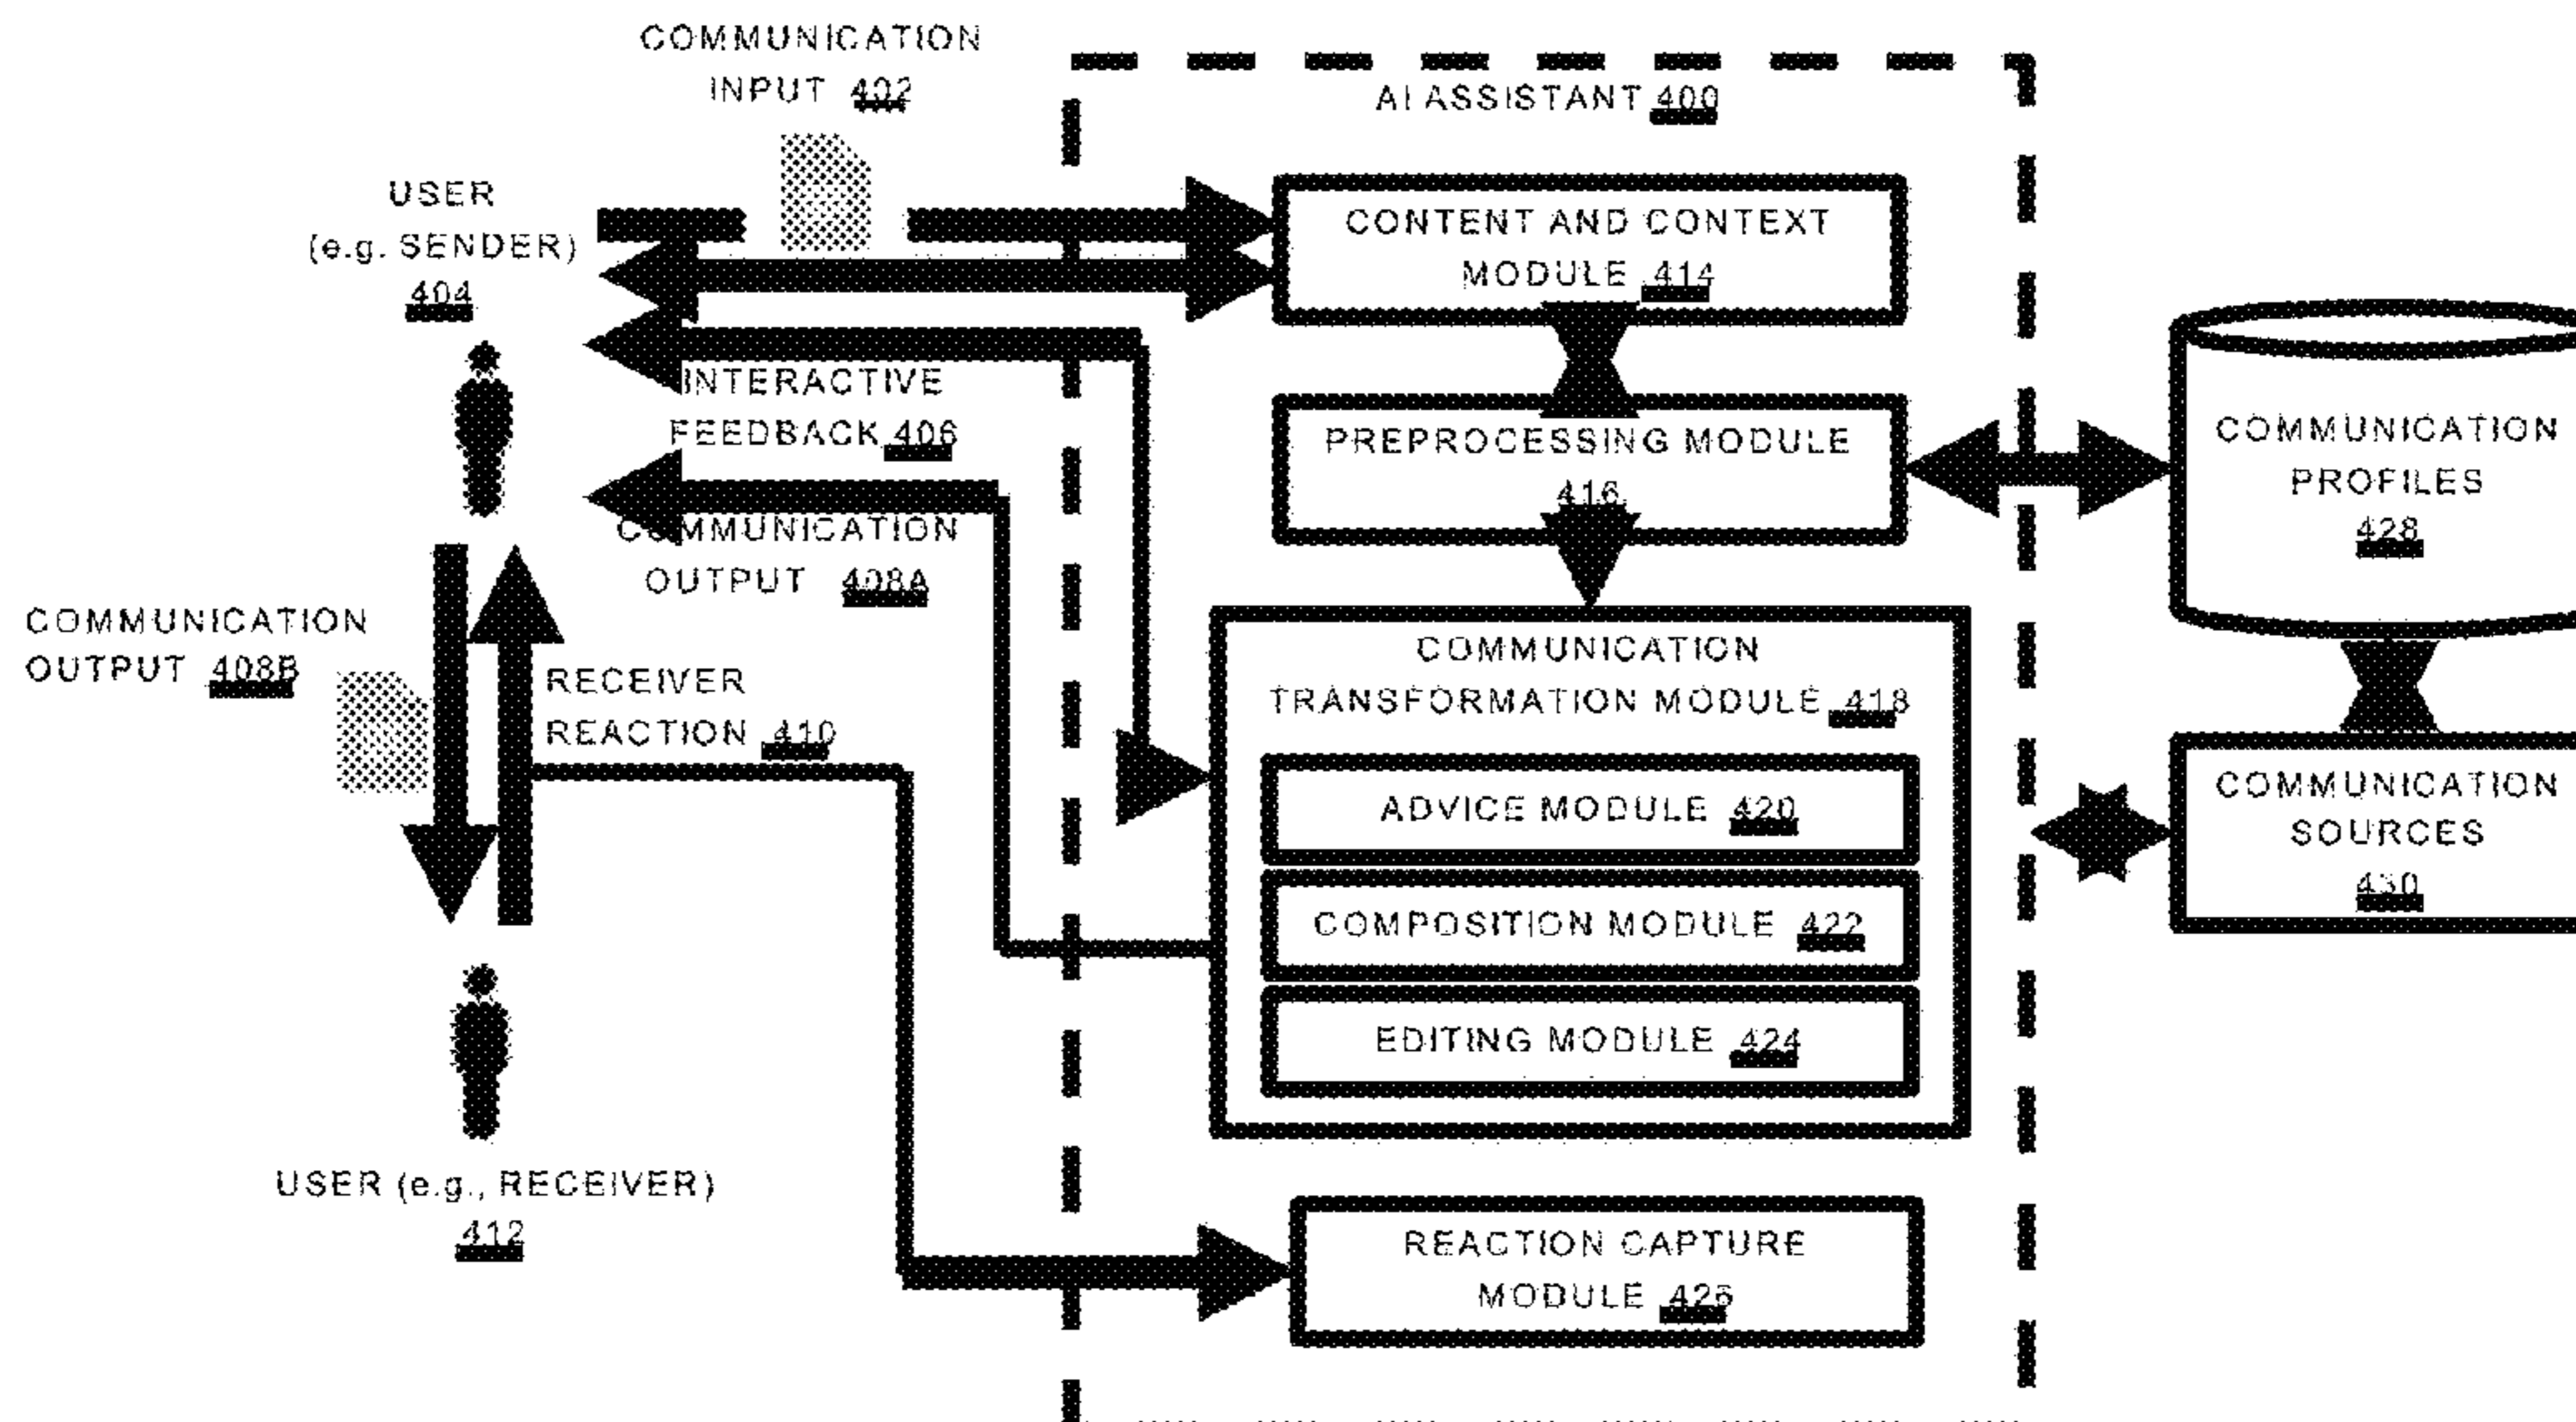 COMMUNICATION
INPUT 402
AI ASSISTANT 400
USER
(e.g. SENDER)
404
CONTENT AND CONTEXT
MODULE 414
INTERACTIVE
FEEDBACK 406
PREPROCESSING MODULE
416
COMMUNICATION
PROFILES
428
COMMUNICATION
OUTPUT 408A
COMMUNICATION
OUTPUT 408B
RECEIVER
REACTION 410
COMMUNICATION
TRANSFORMATION MODULE 418
ADVICE MODULE 420
COMPOSITION MODULE 422
EDITING MODULE 424
COMMUNICATION
SOURCES
430
USER (e.g., RECEIVER)
412
REACTION CAPTURE
MODULE 426